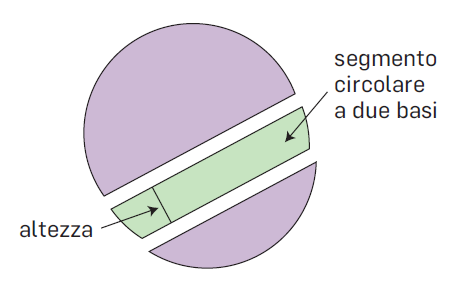 segmento
circolare
a due basi
altezza